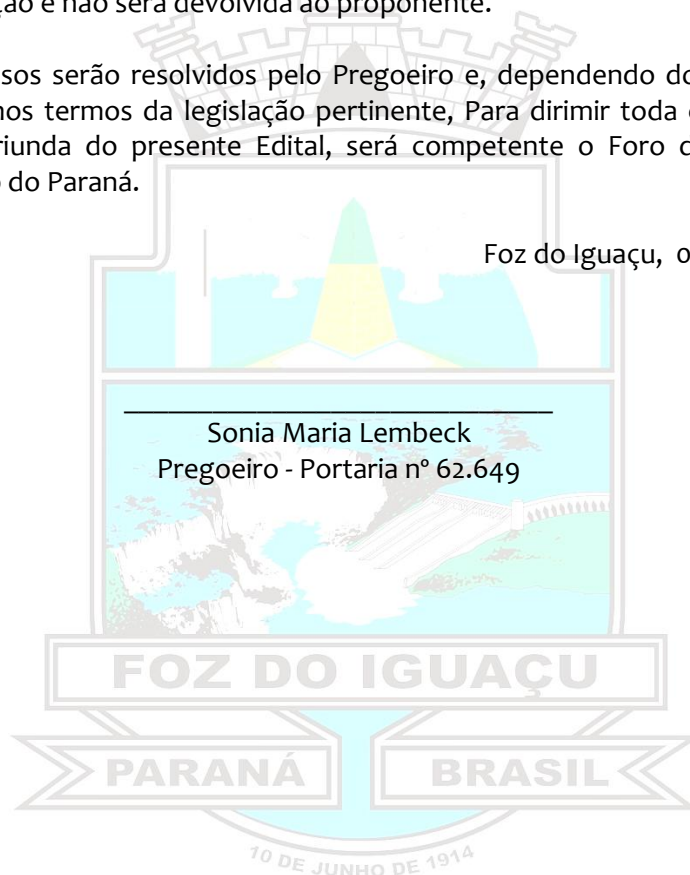 ção e não será devolvida ao proponente.
sos serão resolvidos pelo Pregoeiro e, dependendo do
nos termos da legislação pertinente, Para dirimir toda
riunda do presente Edital, será competente o Foro
do Paraná.
Foz do Iguaçu, 0
Sonia Maria Lembeck
Pregoeiro - Portaria nº 62.649
FOZ DO IGUAÇU
PARANÁ BRASIL
10 DE JUNHO DE 1914